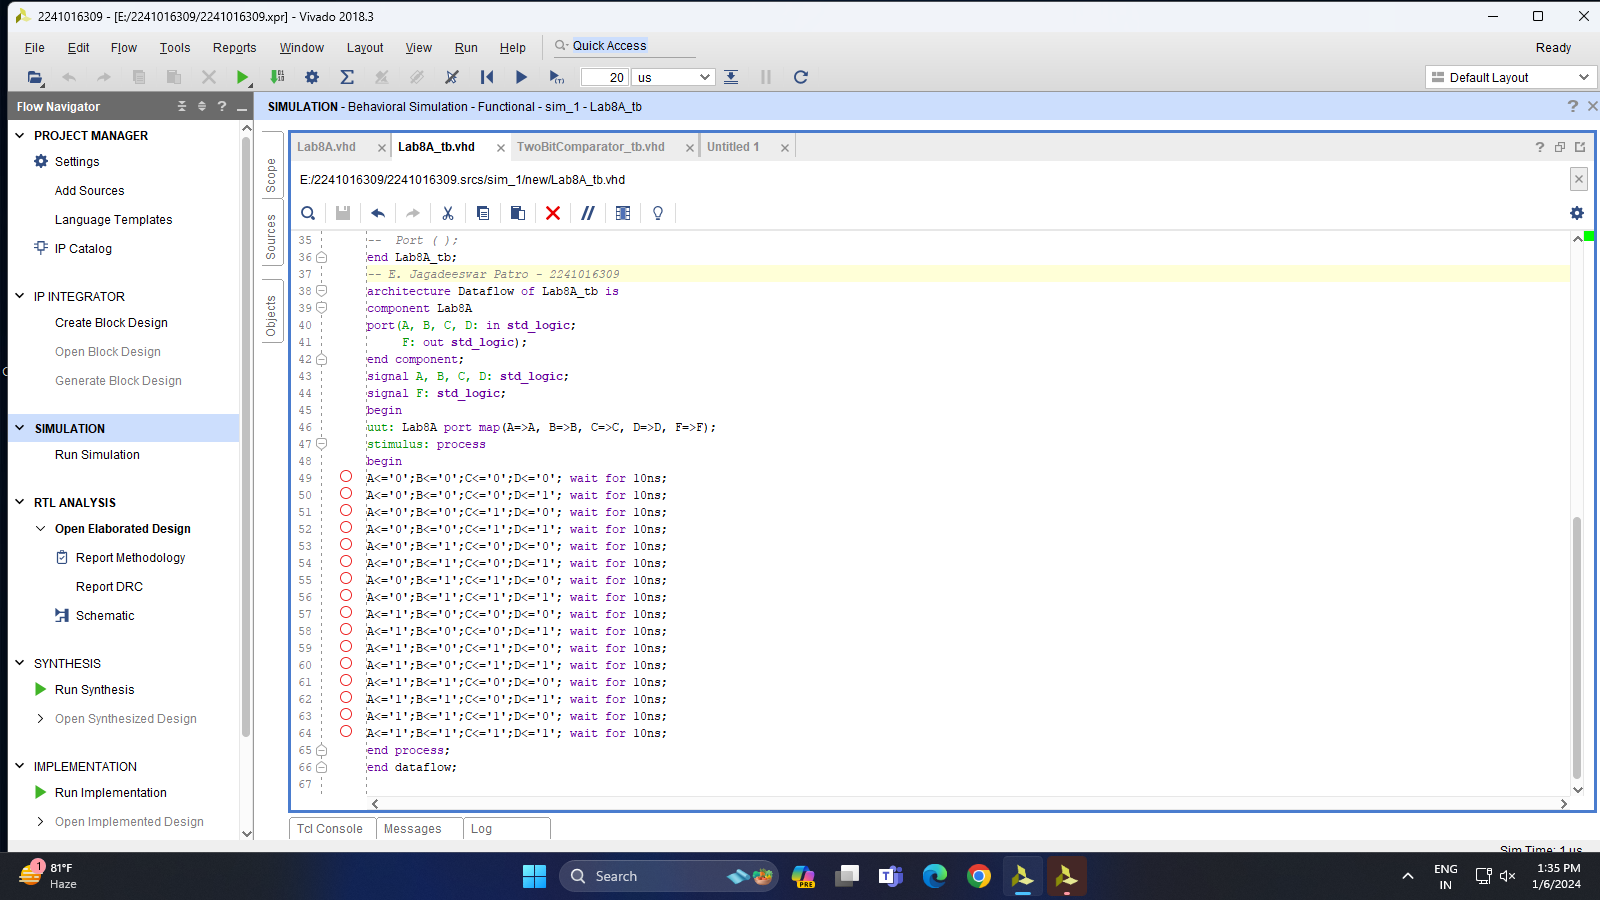 2241016309 - [E:/2241016309/2241016309.xpr] - Vivado 2018.3
File Edit Flow Tools Reports Window Layout View Run Help Quick Access Ready
20 us Default Layout
Flow Navigator
SIMULATION - Behavioral Simulation - Functional - sim_1 - Lab8A_tb
PROJECT MANAGER
Settings
Add Sources
Language Templates
IP Catalog
IP INTEGRATOR
Create Block Design
Open Block Design
Generate Block Design
SIMULATION
Run Simulation
RTL ANALYSIS
Open Elaborated Design
Report Methodology
Report DRC
Schematic
SYNTHESIS
Run Synthesis
Open Synthesized Design
IMPLEMENTATION
Run Implementation
Open Implemented Design
Scope
Sources
Objects
Lab8A.vhd Lab8A_tb.vhd TwoBitComparator_tb.vhd Untitled 1
E:/2241016309/2241016309.srcs/sim_1/new/Lab8A_tb.vhd
35 -- Port ( );
36 end Lab8A_tb;
37 -- E. Jagadeeswar Patro - 2241016309
38 architecture Dataflow of Lab8A_tb is
39 component Lab8A
40 port(A, B, C, D: in std_logic;
41 F: out std_logic);
42 end component;
43 signal A, B, C, D: std_logic;
44 signal F: std_logic;
45 begin
46 uut: Lab8A port map(A=>A, B=>B, C=>C, D=>D, F=>F);
47 stimulus: process
48 begin
49 A<='0';B<='0';C<='0';D<='0'; wait for 10ns;
50 A<='0';B<='0';C<='0';D<='1'; wait for 10ns;
51 A<='0';B<='0';C<='1';D<='0'; wait for 10ns;
52 A<='0';B<='0';C<='1';D<='1'; wait for 10ns;
53 A<='0';B<='1';C<='0';D<='0'; wait for 10ns;
54 A<='0';B<='1';C<='0';D<='1'; wait for 10ns;
55 A<='0';B<='1';C<='1';D<='0'; wait for 10ns;
56 A<='0';B<='1';C<='1';D<='1'; wait for 10ns;
57 A<='1';B<='0';C<='0';D<='0'; wait for 10ns;
58 A<='1';B<='0';C<='0';D<='1'; wait for 10ns;
59 A<='1';B<='0';C<='1';D<='0'; wait for 10ns;
60 A<='1';B<='0';C<='1';D<='1'; wait for 10ns;
61 A<='1';B<='1';C<='0';D<='0'; wait for 10ns;
62 A<='1';B<='1';C<='0';D<='1'; wait for 10ns;
63 A<='1';B<='1';C<='1';D<='0'; wait for 10ns;
64 A<='1';B<='1';C<='1';D<='1'; wait for 10ns;
65 end process;
66 end dataflow;
67
Tcl Console Messages Log
Sim Time: 1 us
1 81°F
Haze
Search
PRE
ENG
IN
1:35 PM
1/6/2024